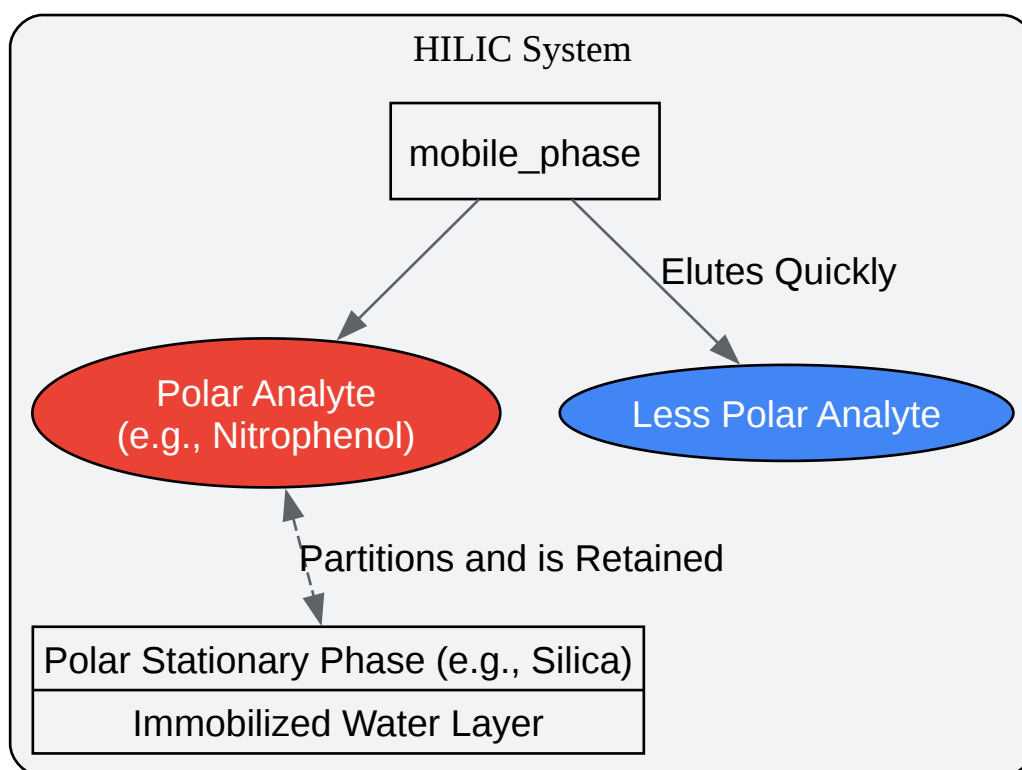 HILIC System
mobile_phase
Elutes Quickly
Polar Analyte
(e.g., Nitrophenol)
Less Polar Analyte
Partitions and is Retained
Polar Stationary Phase (e.g., Silica)
Immobilized Water Layer